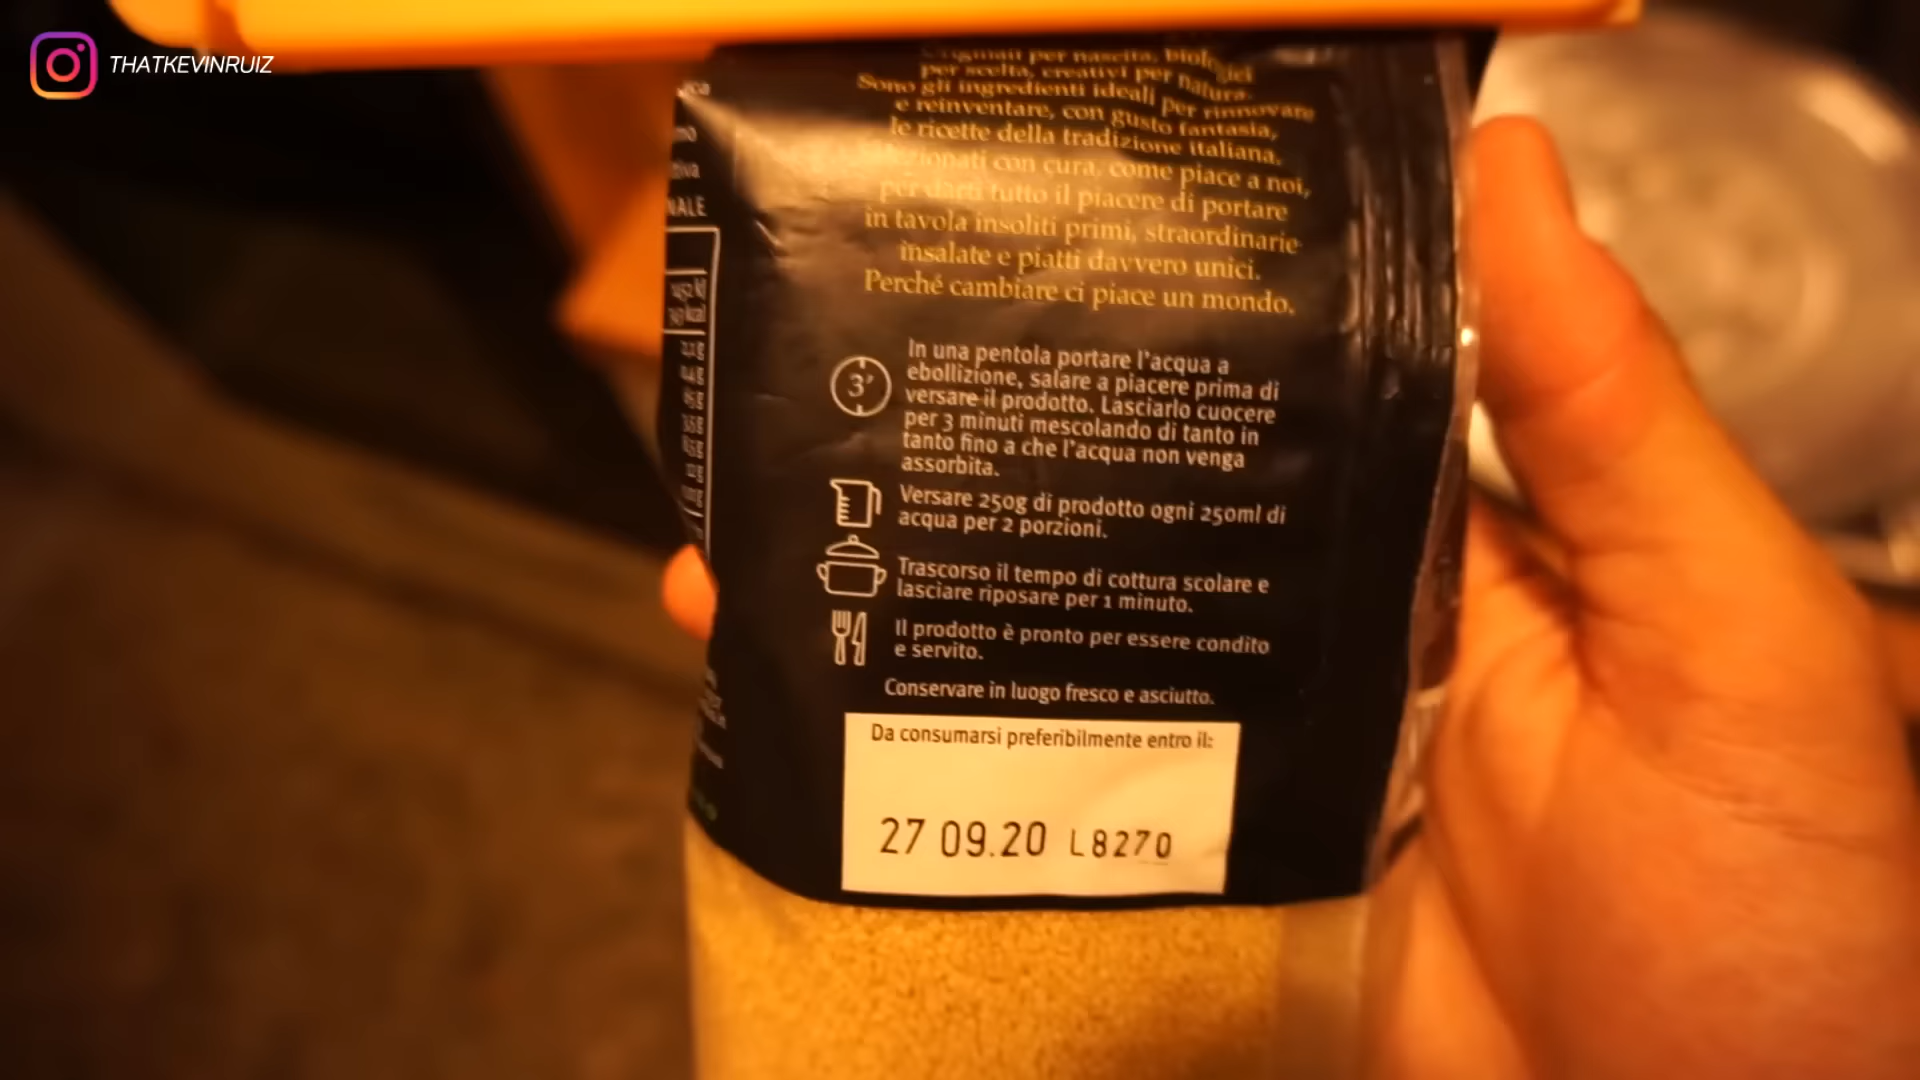 THATKEVINRUIZ
per nascita, biologici
per scelta, creativi per natura.
Sono gli ingredienti ideali per rinnovare
e reinventare, con gusto fantasia,
le ricette della tradizione italiana.
con cura, come piace a noi,
per darti tutto il piacere di portare
in tavola insoliti primi, straordinarie
insalate e piatti davvero unici.
Perché cambiare ci piace un mondo.
3'
In una pentola portare l'acqua a
ebollizione, salare a piacere prima di
versare il prodotto. Lasciarlo cuocere
per 3 minuti mescolando di tanto in
tanto fino a che l'acqua non venga
assorbita.
Versare 250g di prodotto ogni 250ml di
acqua per 2 porzioni.
Trascorso il tempo di cottura scolare e
lasciare riposare per 1 minuto.
Il prodotto è pronto per essere condito
e servito.
Conservare in luogo fresco e asciutto.
Da consumarsi preferibilmente entro il:
27 09.20 L8270